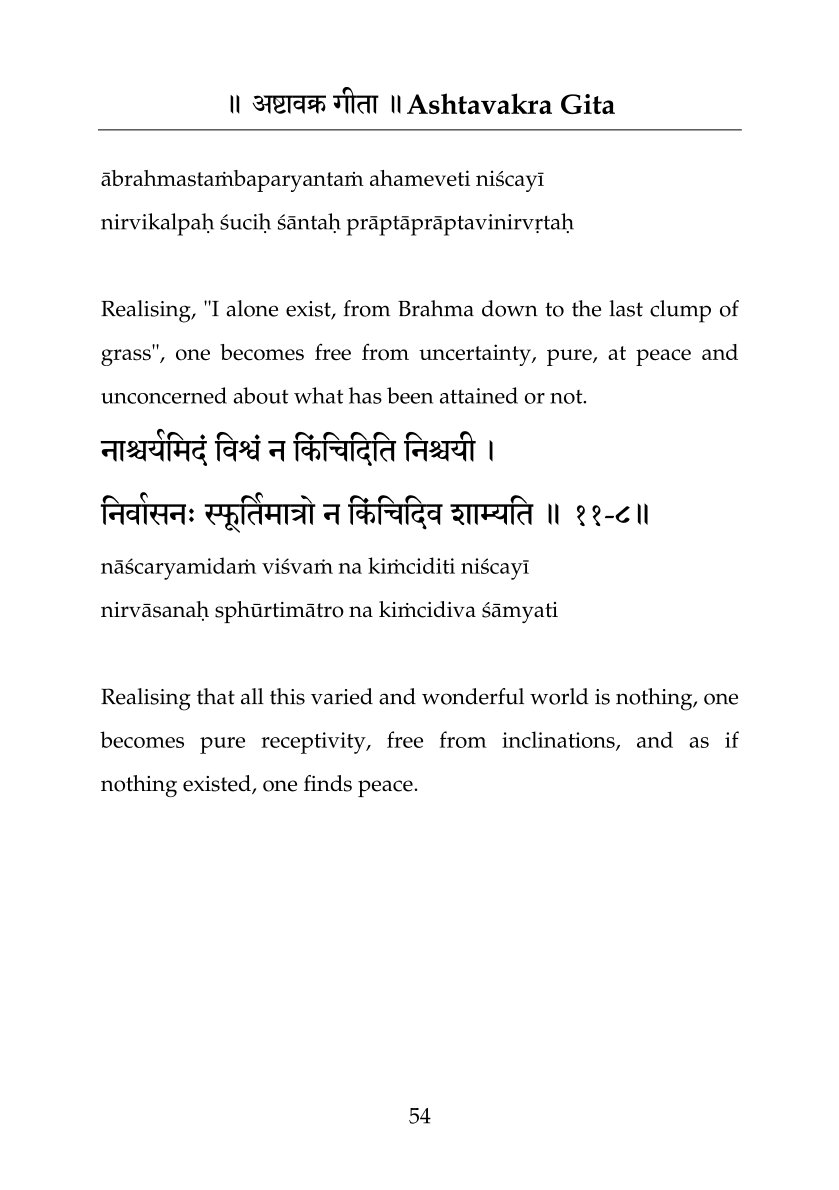 ॥ अष्टावक्र गीता ॥ Ashtavakra Gita
ābrahmastaṁbaparyantaṁ ahameveti niścayī
nirvikalpaḥ śuciḥ śāntaḥ prāptāprāptavinirvṛtaḥ
Realising, "I alone exist, from Brahma down to the last clump of
grass", one becomes free from uncertainty, pure, at peace and
unconcerned about what has been attained or not.
नाश्चर्यमिदं विश्वं न किंचिदिति निश्चयी ।
निर्वासनः स्फूर्तिमात्रो न किंचिदिव शाम्यति ॥ ११-८॥
nāścaryamidaṁ viśvaṁ na kiṁciditi niścayī
nirvāsanaḥ sphūrtimātro na kiṁcidiva śāmyati
Realising that all this varied and wonderful world is nothing, one
becomes pure receptivity, free from inclinations, and as if
nothing existed, one finds peace.
54